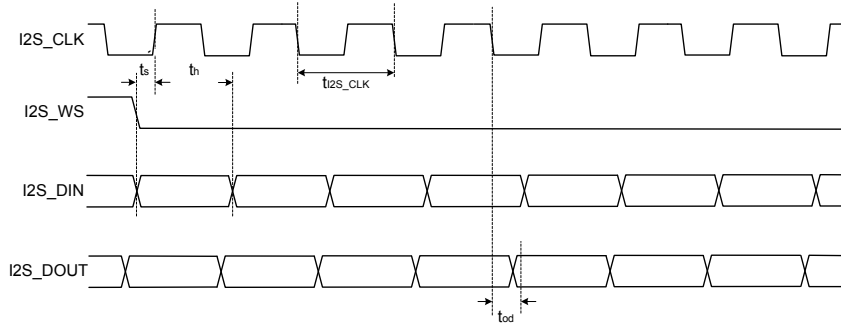 I2S_CLK
ts
th
tI2S_CLK
I2S_WS
I2S_DIN
I2S_DOUT
tod